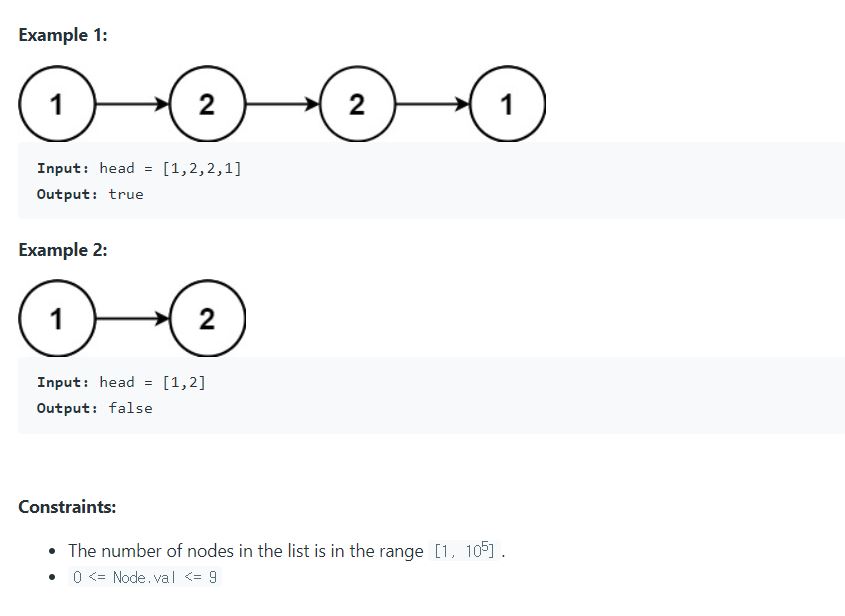 Example 1:
1 2 2 1
Input: head = [1,2,2,1]
Output: true
Example 2:
1 2
Input: head = [1,2]
Output: false
Constraints:
• The number of nodes in the list is in the range [1, 10⁵].
• 0 <= Node.val <= 9